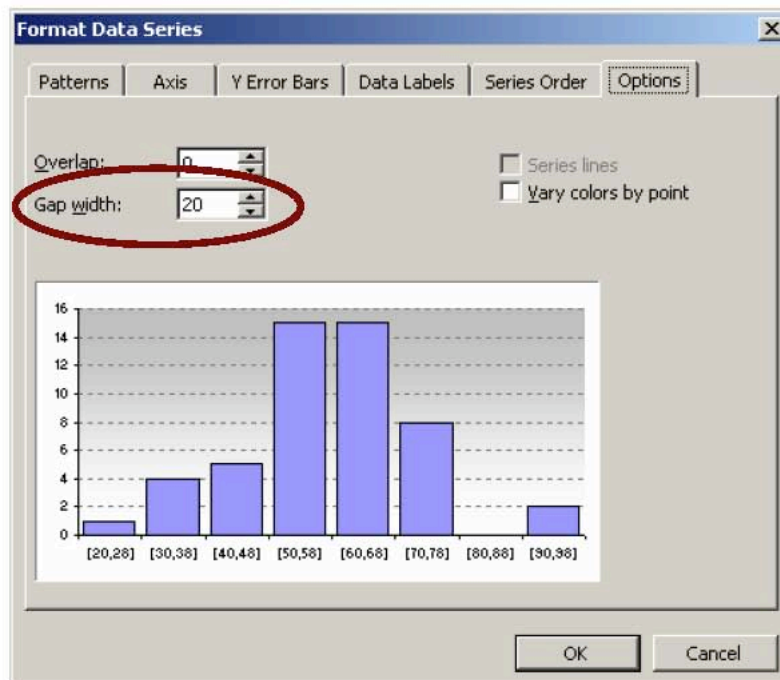 Format Data Series
Patterns Axis Y Error Bars Data Labels Series Order Options
Overlap: 0
Series lines
Gap width: 20
Vary colors by point
16
14
12
10
8
6
4
2
0
[20,28] [30,38] [40,48] [50,58] [60,68] [70,78] [80,88] [90,98]
OK Cancel